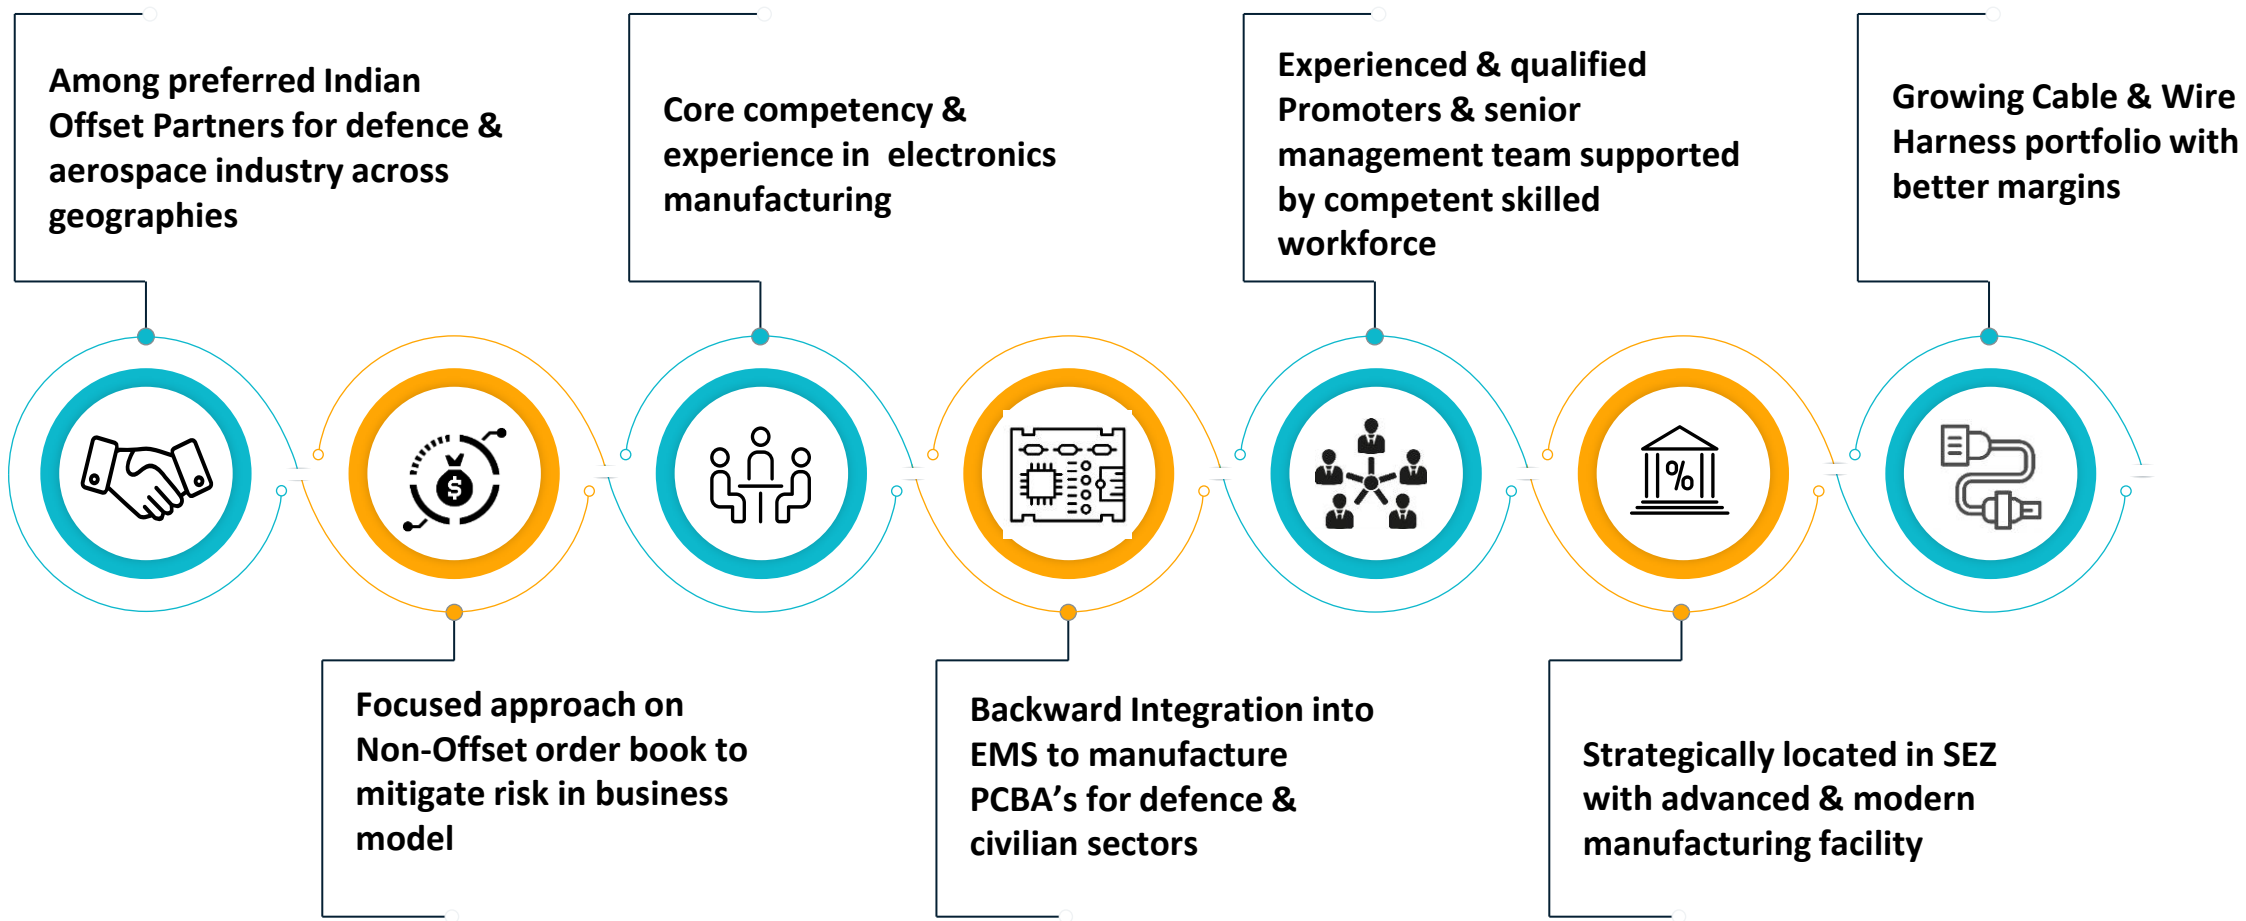 Among preferred Indian
Offset Partners for defence &
aerospace industry across
geographies
$
Focused approach on
Non-Offset order book to
mitigate risk in business
model
Core competency &
experience in  electronics
manufacturing
Backward Integration into
EMS to manufacture
PCBA’s for defence &
civilian sectors
Experienced & qualified
Promoters & senior
management team supported
by competent skilled
workforce
%
Strategically located in SEZ
with advanced & modern
manufacturing facility
Growing Cable & Wire
Harness portfolio with
better margins